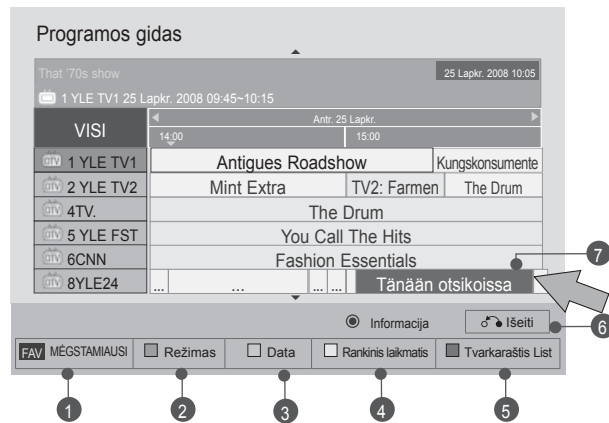 Programos gidas
That '70s show
25 Lapkr. 2008 10:05
1 YLE TV1 25 Lapkr. 2008 09:45~10:15
VISI
Antr. 25 Lapkr.
14:00 15:00
1 YLE TV1 Antigues Roadshow Kungskonsumente
2 YLE TV2 Mint Extra TV2: Farmen The Drum
4TV. The Drum
5 YLE FST You Call The Hits
6CNN Fashion Essentials
8YLE24 ... ... ... ... Tänään otsikoissa
7
Informacija Išeiti
6
FAV MĖGSTAMIAUSI Režimas Data Rankinis laikmatis Tvarkaraštis List
1 2 3 4 5